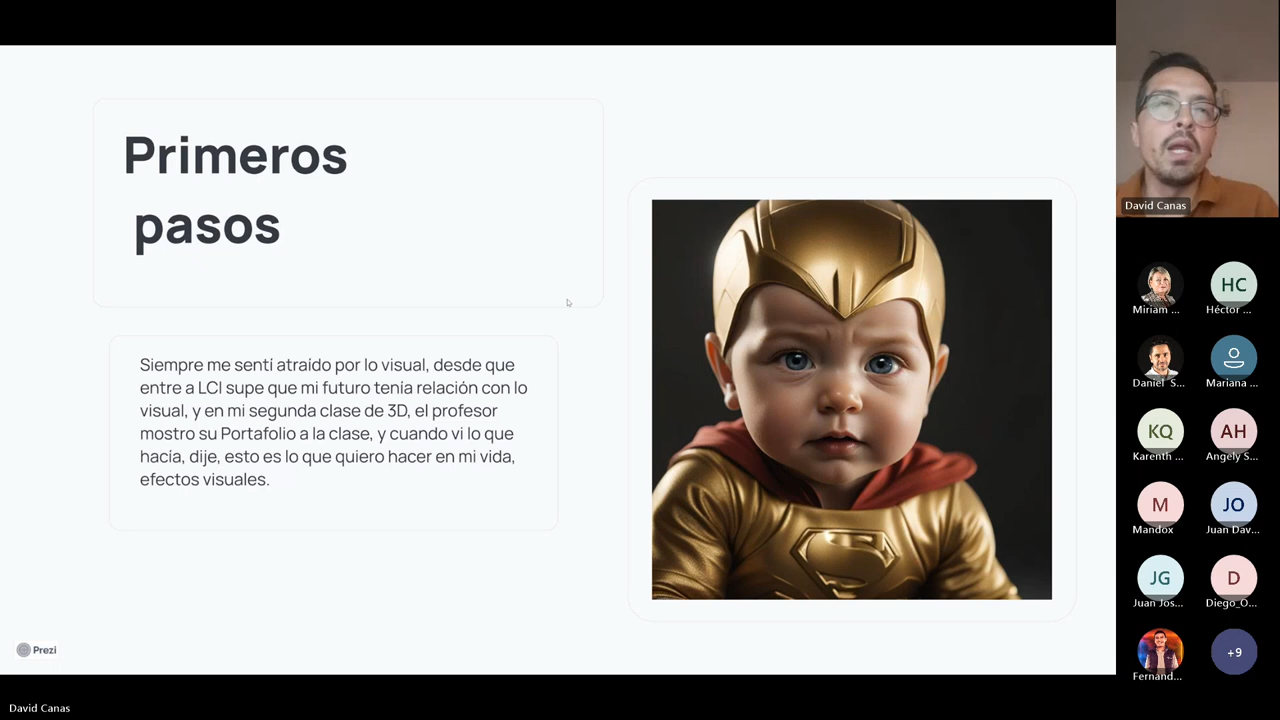 Primeros
pasos
Siempre me sentí atraído por lo visual, desde que
entre a LCI supe que mi futuro tenía relación con lo
visual, y en mi segunda clase de 3D, el profesor
mostro su Portafolio a la clase, y cuando vi lo que
hacía, dije, esto es lo que quiero hacer en mi vida,
efectos visuales.
Prezi
David Canas
David Canas
Miriam ...
HC
Héctor ...
Daniel S...
Mariana ...
KQ
Karenth ...
AH
Angely S...
M
Mandox
JO
Juan Dav...
JG
Juan Jos...
D
Diego_O...
Fernand...
+9